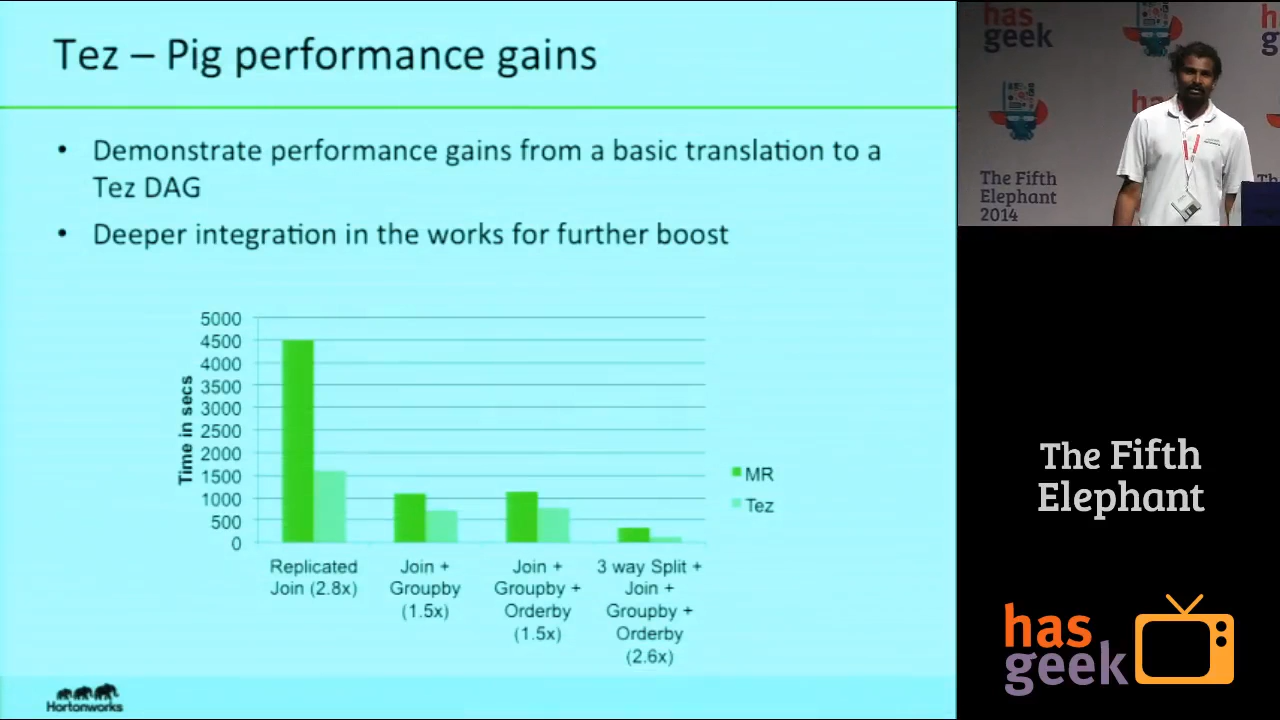 Tez – Pig performance gains
• Demonstrate performance gains from a basic translation to a
Tez DAG
• Deeper integration in the works for further boost
5000
4500
4000
3500
3000
2500
2000
1500
1000
500
0
Time in secs
Replicated
Join (2.8x)
Join +
Groupby
(1.5x)
Join +
Groupby +
Orderby
(1.5x)
3 way Split +
Join +
Groupby +
Orderby
(2.6x)
MR
Tez
Hortonworks
has
geek
The Fifth
Elephant
2014
The Fifth
Elephant
has
geek